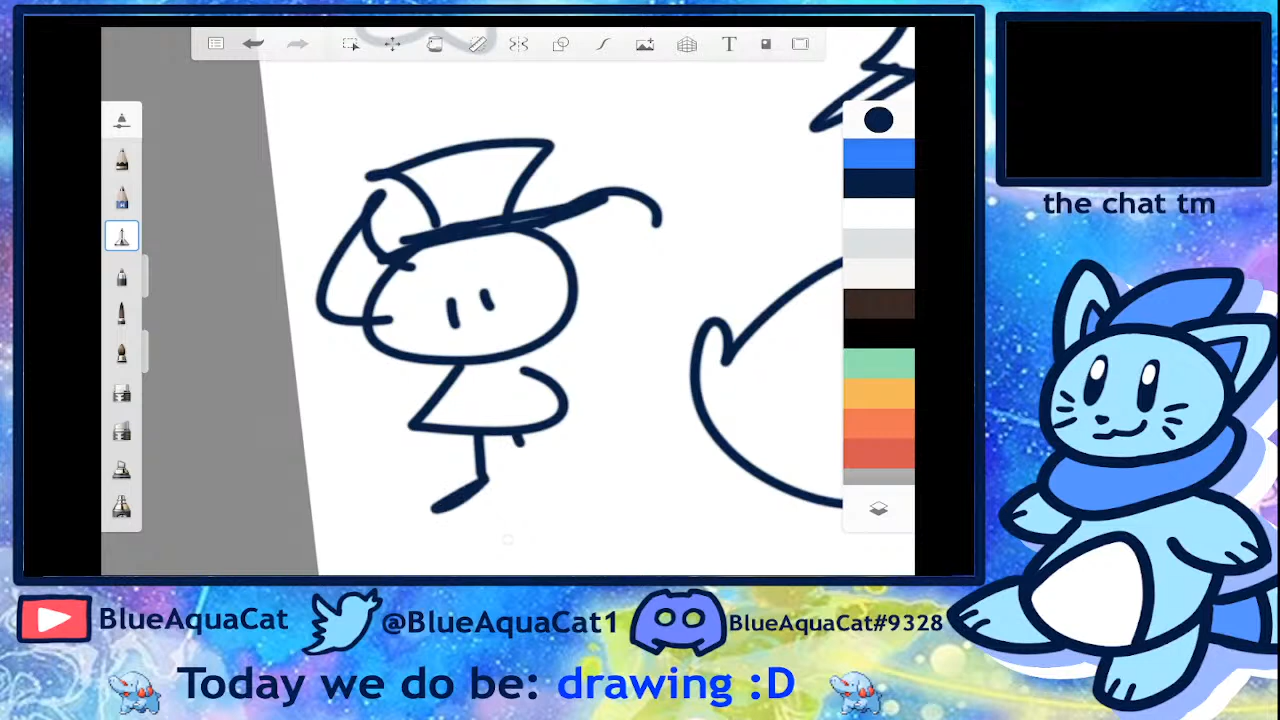 T
the chat tm
BlueAquaCat
@BlueAquaCat1
BlueAquaCat#9328
Today we do be: drawing :D